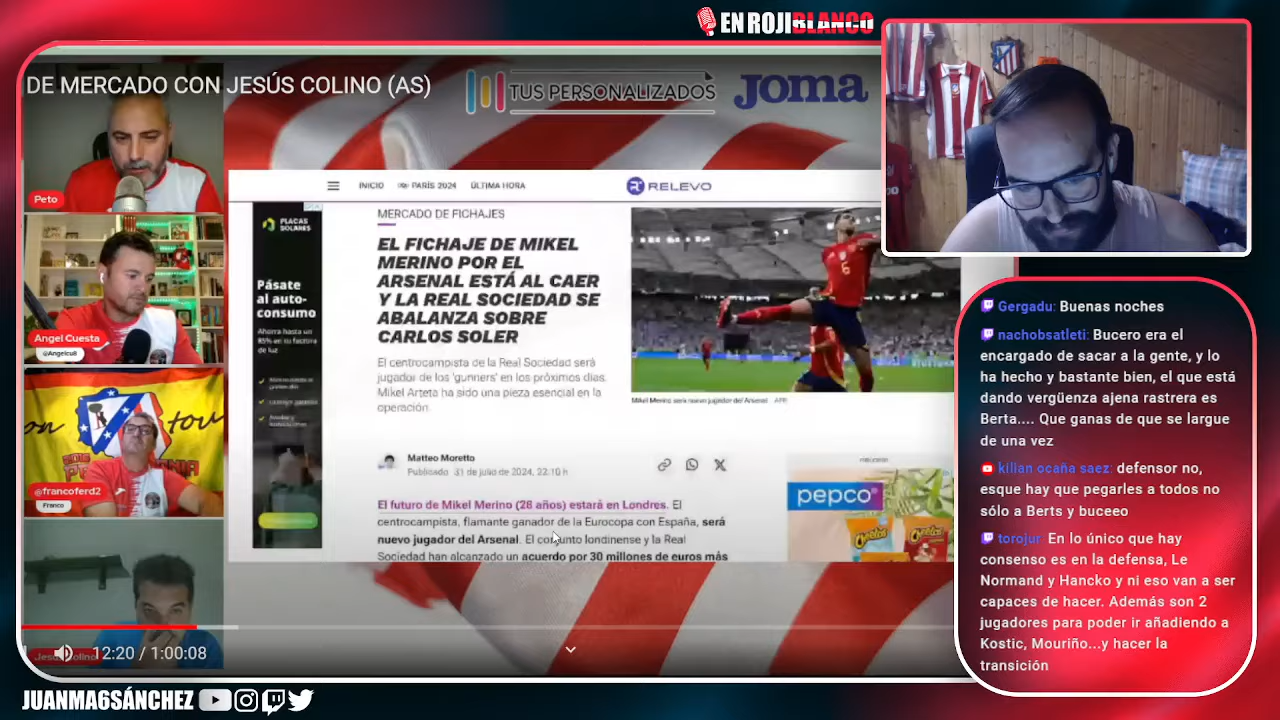 EN ROJIBLANCO
DE MERCADO CON JESÚS COLINO (AS)
TUS PERSONALIZADOS
Joma
Peto
Angel Cuesta
@Angelcu8
@francoferd2
Franco
12:20 / 1:00:08
INICIO
PARÍS 2024
ÚLTIMA HORA
RELEVO
PLACAS
SOLARES
Pásate
al auto-
consumo
Ahorra hasta un
MERCADO DE FICHAJES
EL FICHAJE DE MIKEL
MERINO POR EL
ARSENAL ESTÁ AL CAER
Y LA REAL SOCIEDAD SE
ABALANZA SOBRE
CARLOS SOLER
El centrocampista de la Real Sociedad será
jugador de los 'gunners' en los próximos días.
Mikel Arteta ha sido una pieza esencial en la
operación.
Mikel Merino será nuevo jugador del Arsenal
Matteo Moretto
Publicado 31 de julio de 2024, 22:10 h
El futuro de Mikel Merino (28 años) estará en Londres. El
centrocampista, flamante ganador de la Eurocopa con España, será
nuevo jugador del Arsenal. El conjunto londinense y la Real
Sociedad han alcanzado un acuerdo por 30 millones de euros más
pepco
Cheetos
Cheetos
Gergadu: Buenas noches
nachobsatleti: Bucero era el
encargado de sacar a la gente, y lo
ha hecho y bastante bien, el que está
dando vergüenza ajena rastrera es
Berta.... Que ganas de que se largue
de una vez
kilian ocaña saez: defensor no,
esque hay que pegarles a todos no
sólo a Berts y buceeo
torojur: En lo único que hay
consenso es en la defensa, Le
Normand y Hancko y ni eso van a ser
capaces de hacer. Además son 2
jugadores para poder ir añadiendo a
Kostic, Mouriño...y hacer la
transición
JUANMA6SÁNCHEZ